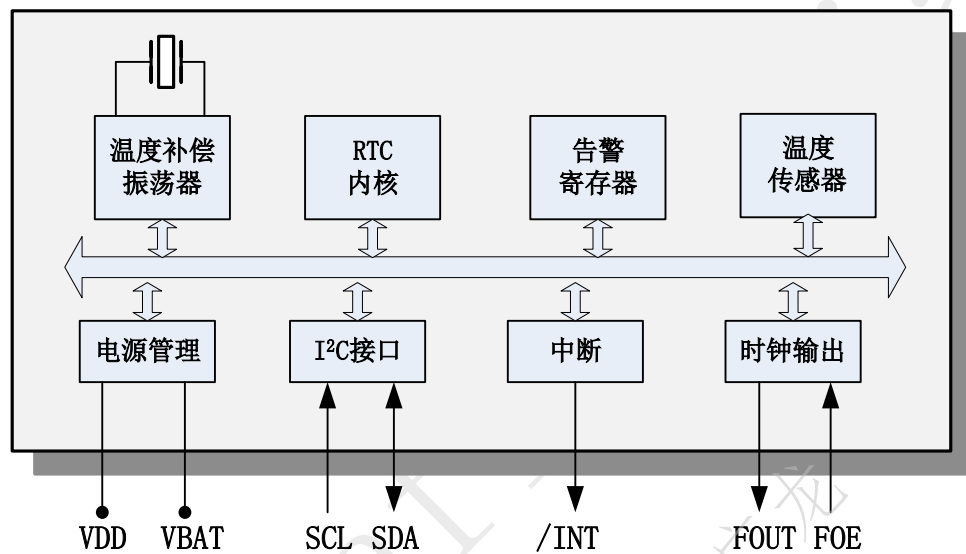 温度补偿
振荡器
RTC
内核
告警
寄存器
温度
传感器
电源管理
I²C接口
中断
时钟输出
VDD
VBAT
SCL
SDA
/INT
FOUT
FOE